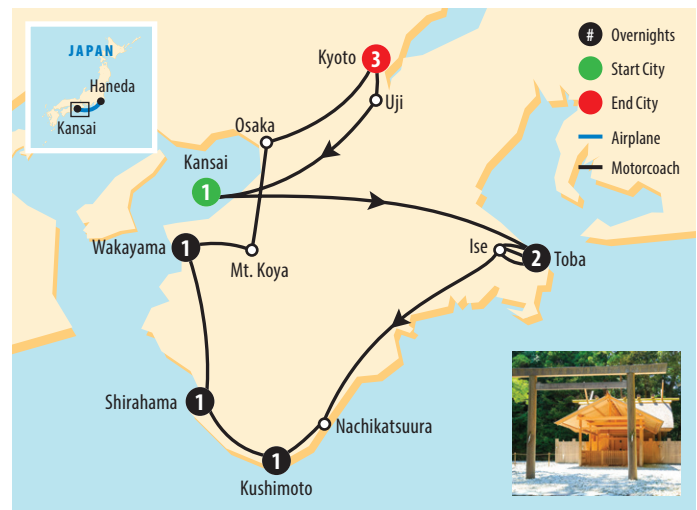 JAPAN
Haneda
Kansai
# Overnights
Start City
End City
Airplane
Motorcoach
Kyoto
3
Uji
Osaka
Kansai
1
Wakayama
1
Mt. Koya
Ise
2
Toba
Shirahama
1
Nachikatsuura
1
Kushimoto